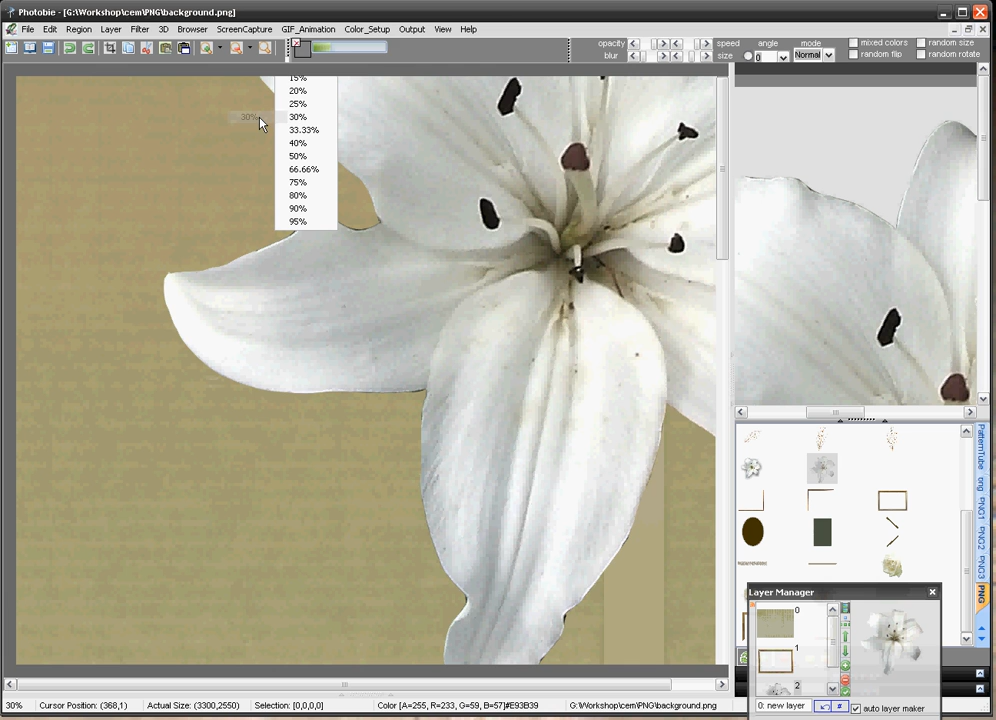 Photobie - [G:\Workshop\cem\PNG\background.png]
File Edit Region Layer Filter 3D Browser ScreenCapture GIF_Animation Color_Setup Output View Help
opacity speed angle mode mixed colors random size
blur size 0 Normal random flip random rotate
15%
20%
25%
30% 30%
33.33%
40%
50%
66.66%
75%
80%
90%
95%
PatternTube png PNG1 PNG2 PNG3 PNG
Layer Manager
0
1
2
0: new layer auto layer maker
30% Cursor Position: (368,1) Actual Size: (3300,2550) Selection: [0,0,0,0] Color [A=255, R=233, G=59, B=57]#E93B39 G:\Workshop\cem\PNG\background.png